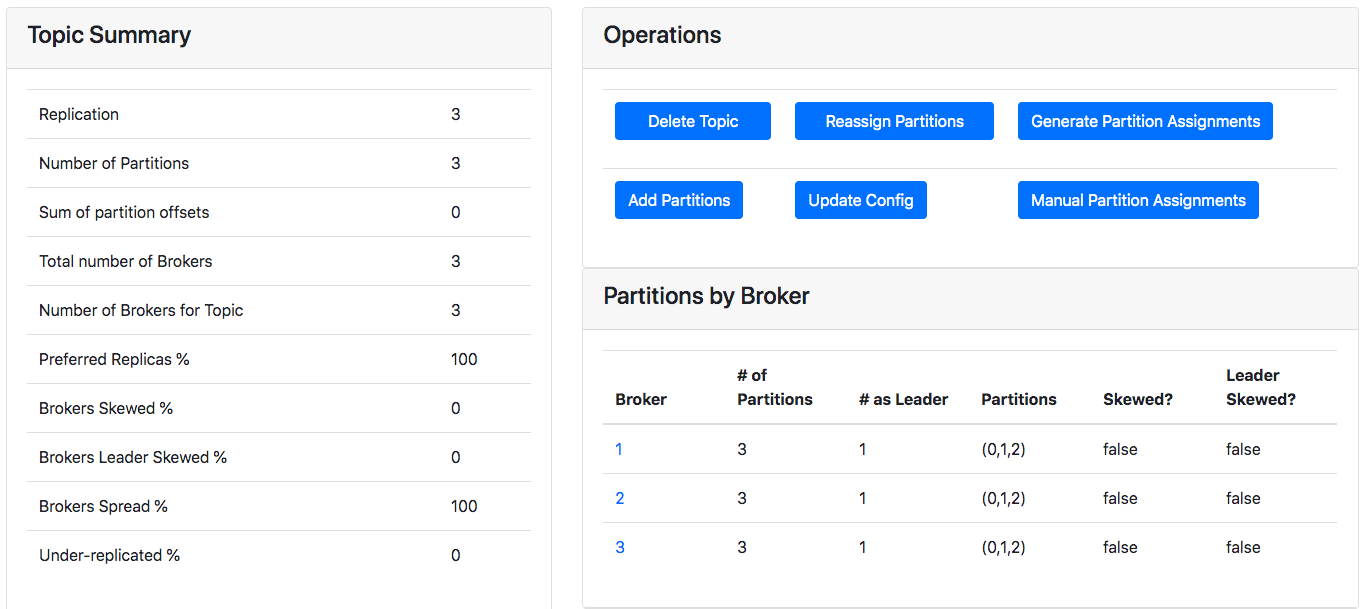 Topic Summary
Replication 3
Number of Partitions 3
Sum of partition offsets 0
Total number of Brokers 3
Number of Brokers for Topic 3
Preferred Replicas % 100
Brokers Skewed % 0
Brokers Leader Skewed % 0
Brokers Spread % 100
Under-replicated % 0
Operations
Delete Topic Reassign Partitions Generate Partition Assignments
Add Partitions Update Config Manual Partition Assignments
Partitions by Broker
# of Leader
Broker Partitions # as Leader Partitions Skewed? Skewed?
1 3 1 (0,1,2) false false
2 3 1 (0,1,2) false false
3 3 1 (0,1,2) false false